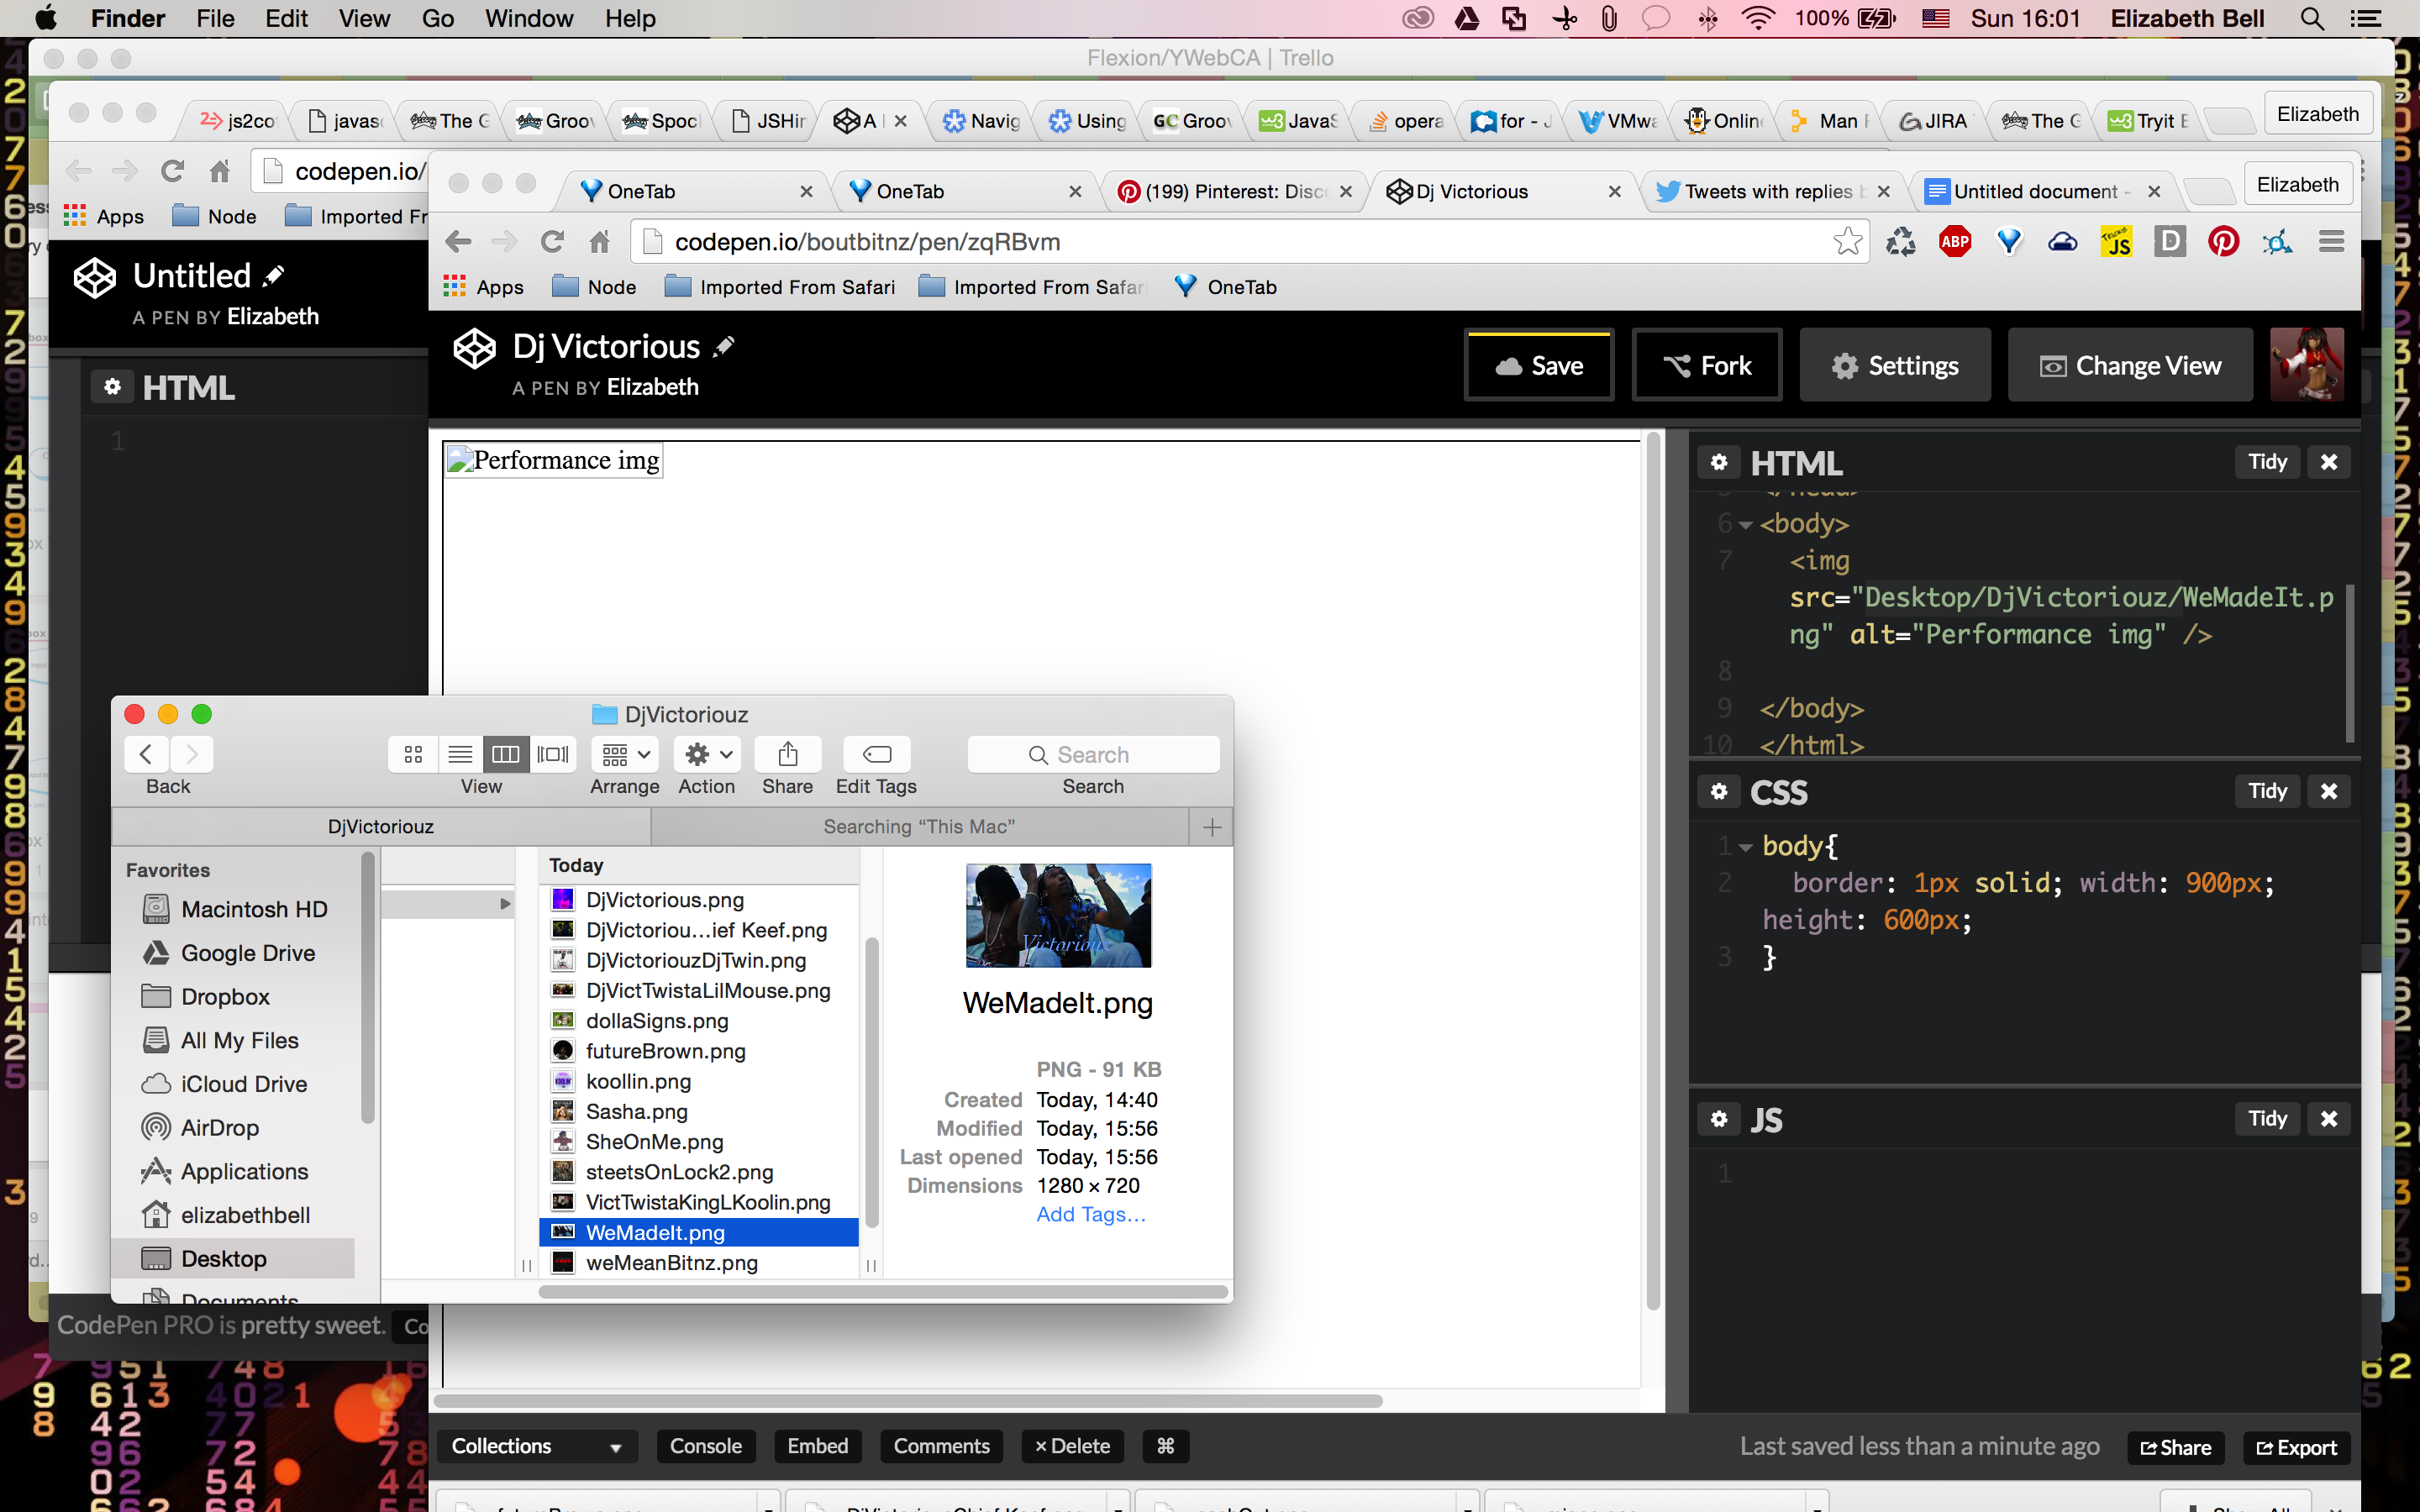 Finder File Edit View Go Window Help
100% Sun 16:01 Elizabeth Bell
Flexion/YWebCA | Trello
js2co javasc The G Groov Spoc JSHin A Navig Using Groov JavaS opera for - J VMwa Onlin Man JIRA The G Tryit E Elizabeth
codepen.io/
Apps Node Imported Fr
OneTab OneTab (199) Pinterest: Disc Dj Victorious Tweets with replies b Untitled document - Elizabeth
codepen.io/boutbitnz/pen/zqRBvm
Apps Node Imported From Safari Imported From Safar OneTab
Untitled
A PEN BY Elizabeth
HTML
1
Dj Victorious
A PEN BY Elizabeth
Save Fork Settings Change View
Performance img
HTML Tidy
</head>
6 <body>
7 <img
src="Desktop/DjVictoriouz/WeMadeIt.p
ng" alt="Performance img" />
8
9 </body>
10 </html>
CSS Tidy
1 body{
2 border: 1px solid; width: 900px;
height: 600px;
3 }
JS Tidy
1
DjVictoriouz
Back View Arrange Action Share Edit Tags Search
Search
DjVictoriouz Searching “This Mac”
Favorites
Macintosh HD
Google Drive
Dropbox
All My Files
iCloud Drive
AirDrop
Applications
elizabethbell
Desktop
Documents
Today
DjVictorious.png
DjVictoriou...ief Keef.png
DjVictoriouzDjTwin.png
DjVictTwistaLilMouse.png
dollaSigns.png
futureBrown.png
koollin.png
Sasha.png
SheOnMe.png
steetsOnLock2.png
VictTwistaKingLKoolin.png
WeMadeIt.png
weMeanBitnz.png
Victoriouz
WeMadeIt.png
PNG - 91 KB
Created Today, 14:40
Modified Today, 15:56
Last opened Today, 15:56
Dimensions 1280 × 720
Add Tags...
CodePen PRO is pretty sweet. Co
Collections Console Embed Comments × Delete ⌘
Last saved less than a minute ago Share Export